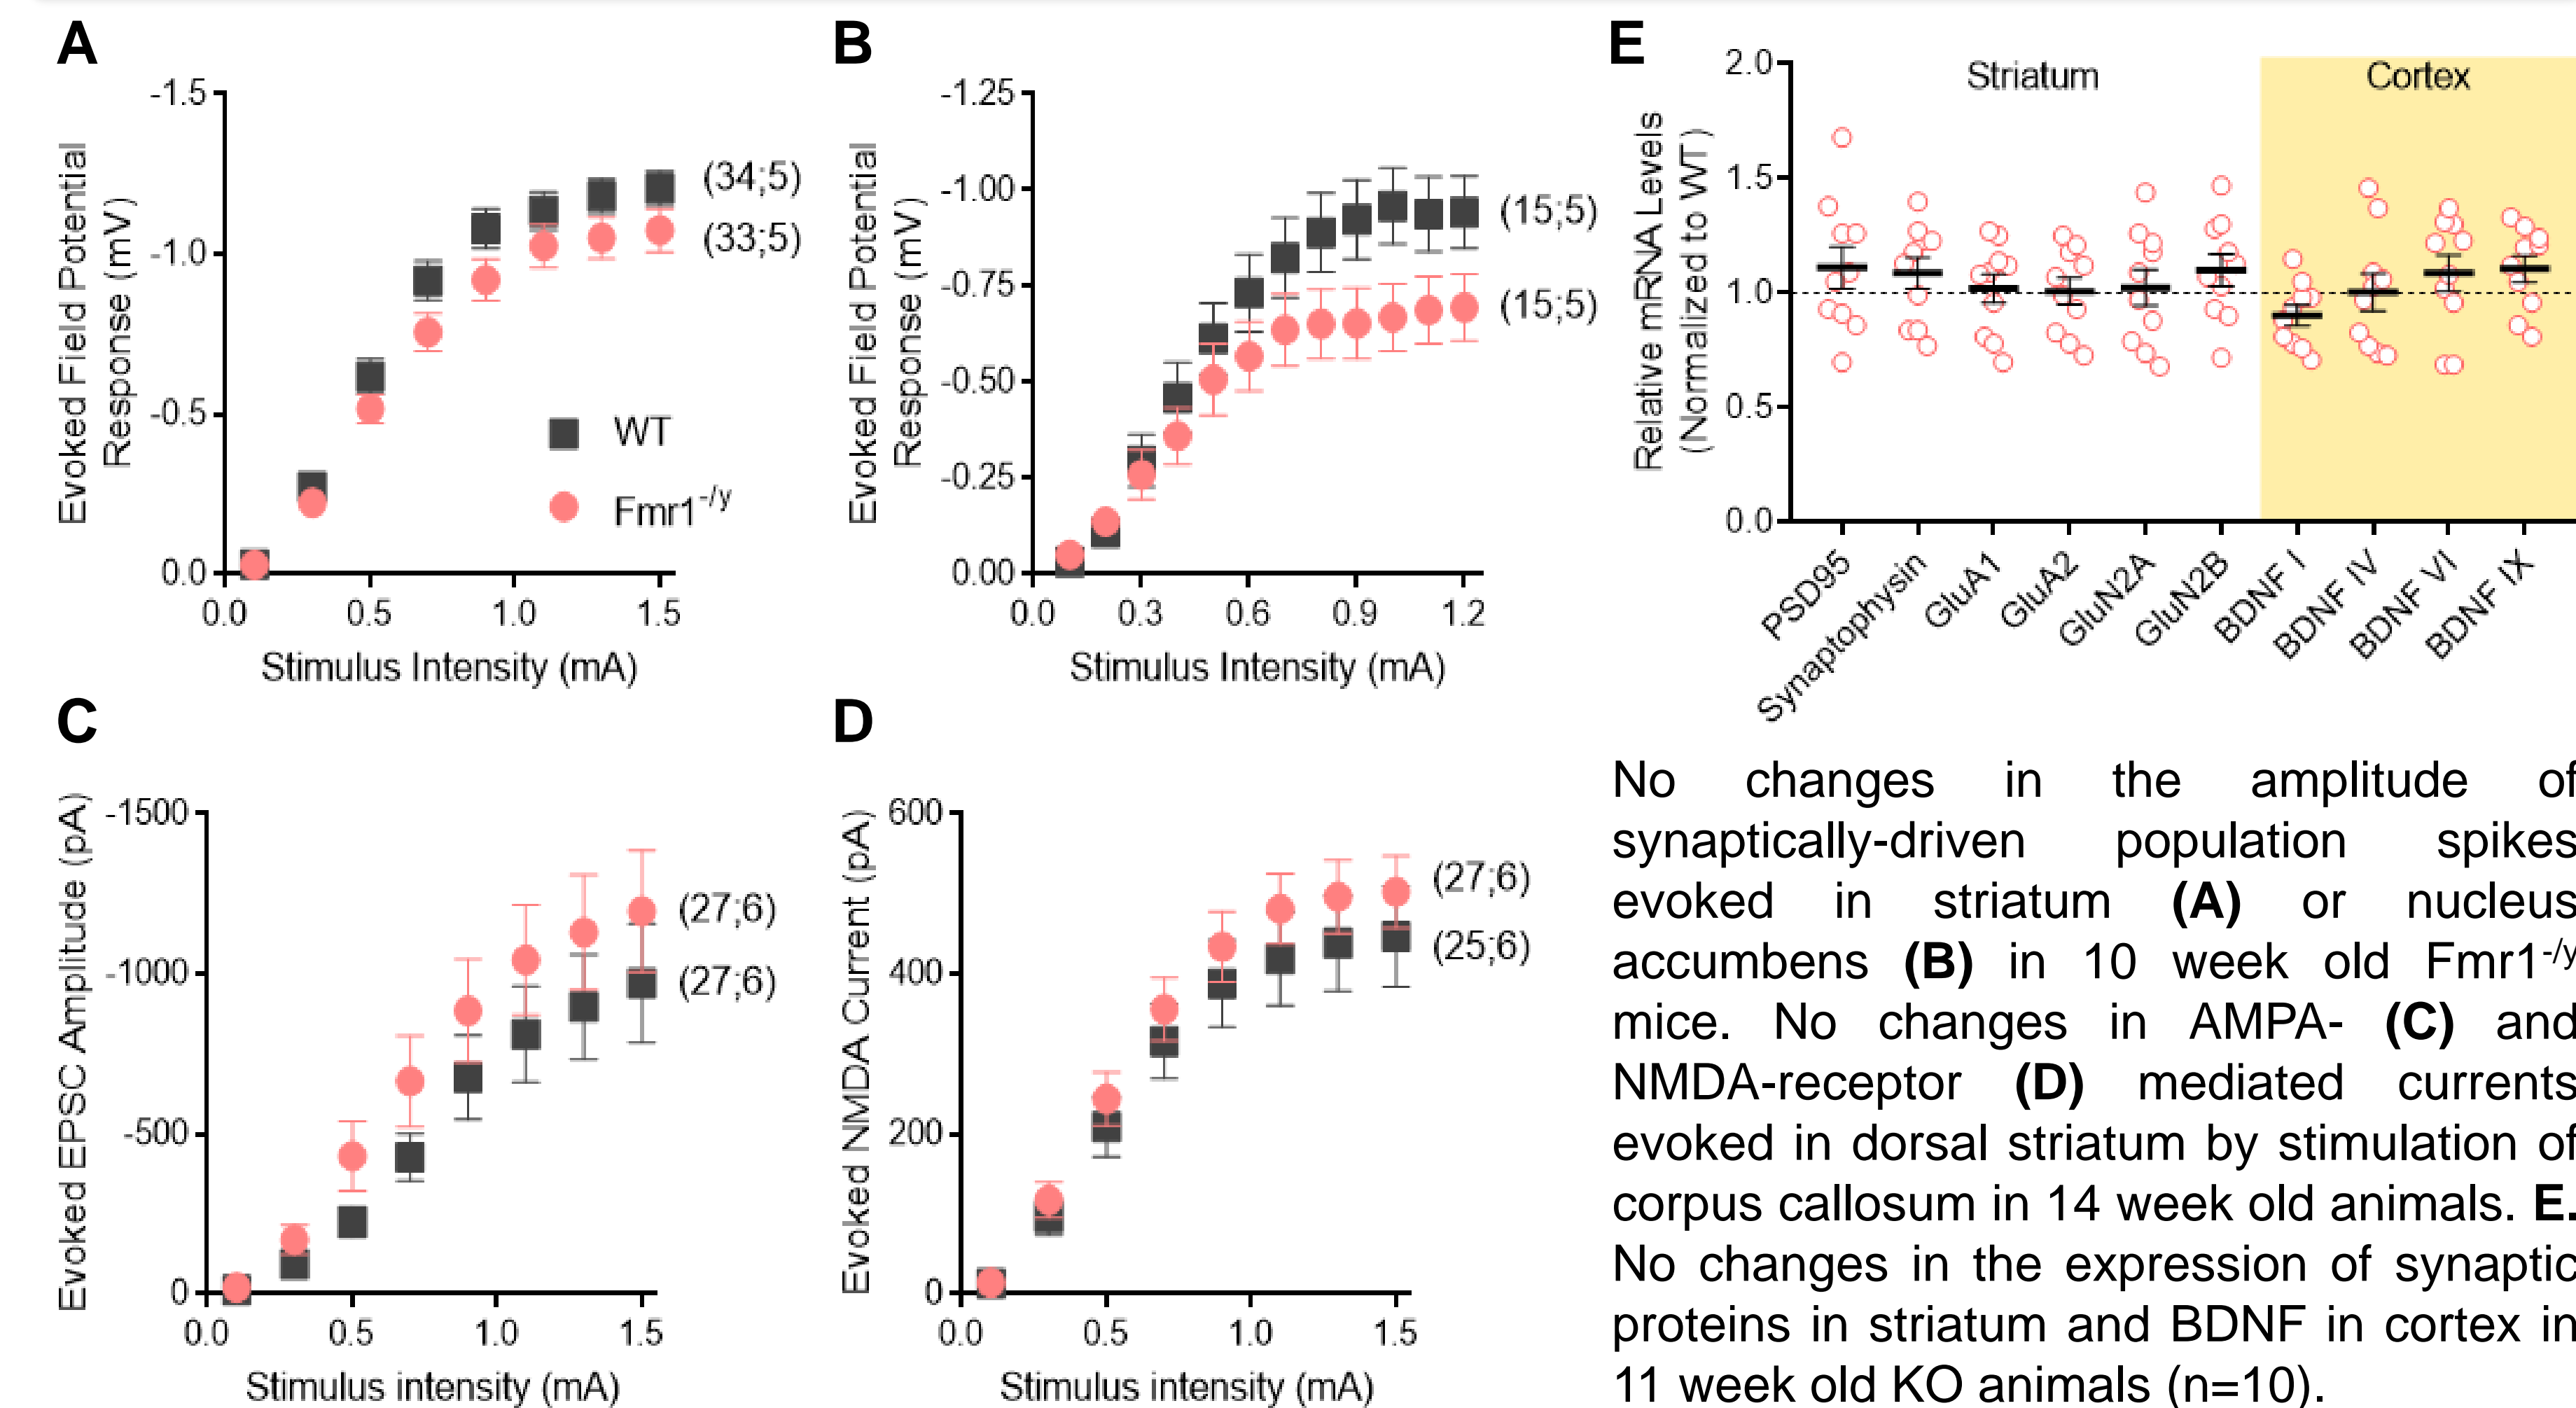 A
-1.5
-1.0
-0.5
0.0
0.0 0.5 1.0 1.5
Evoked Field Potential
Response (mV)
Stimulus Intensity (mA)
(34;5)
(33;5)
WT
Fmr1-/y
B
-1.25
-1.00
-0.75
-0.50
-0.25
0.00
0.0 0.3 0.6 0.9 1.2
Evoked Field Potential
Response (mV)
Stimulus Intensity (mA)
(15;5)
(15;5)
E
2.0
1.5
1.0
0.5
0.0
Relative mRNA Levels
(Normalized to WT)
Striatum
Cortex
PSD95
Synaptophysin
GluA1
GluA2
GluN2A
GluN2B
BDNF I
BDNF IV
BDNF VI
BDNF IX
C
-1500
-1000
-500
0
0.0 0.5 1.0 1.5
Evoked EPSC Amplitude (pA)
Stimulus intensity (mA)
(27;6)
(27;6)
D
600
400
200
0
0.0 0.5 1.0 1.5
Evoked NMDA Current (pA)
Stimulus intensity (mA)
(27;6)
(25;6)
No changes in the amplitude of
synaptically-driven population spikes
evoked in striatum (A) or nucleus
accumbens (B) in 10 week old Fmr1-/y
mice. No changes in AMPA- (C) and
NMDA-receptor (D) mediated currents
evoked in dorsal striatum by stimulation of
corpus callosum in 14 week old animals. E.
No changes in the expression of synaptic
proteins in striatum and BDNF in cortex in
11 week old KO animals (n=10).